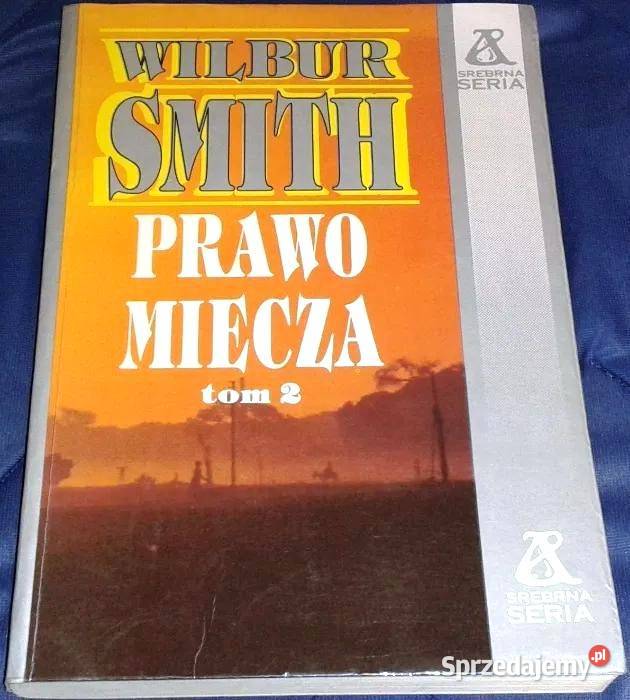 WILBUR
SMITH
PRAWO
MIECZA
tom 2
SREBRNA
SERIA
SREBRNA
SERIA
Sprzedajemy.pl